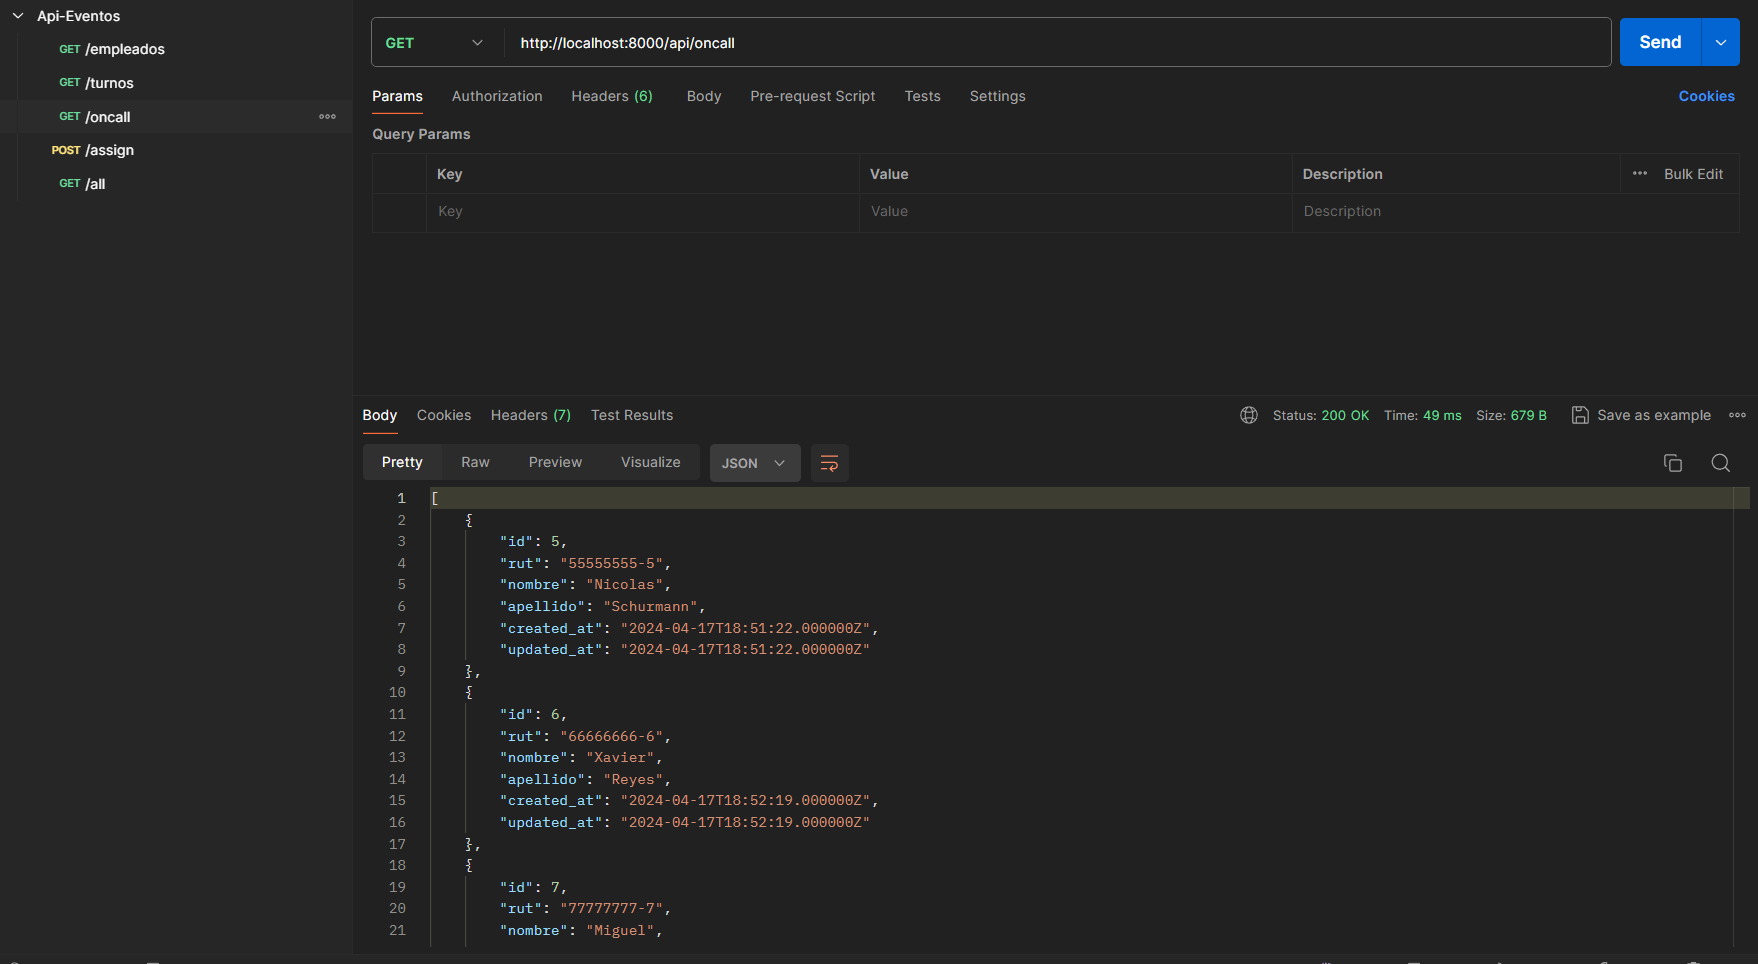 Api-Eventos
GET /empleados
GET /turnos
GET /oncall
POST /assign
GET /all
GET http://localhost:8000/api/oncall Send
Params Authorization Headers (6) Body Pre-request Script Tests Settings Cookies
Query Params
Key Value Description Bulk Edit
Key Value Description
Body Cookies Headers (7) Test Results Status: 200 OK Time: 49 ms Size: 679 B Save as example
Pretty Raw Preview Visualize JSON
1 [
2 {
3 "id": 5,
4 "rut": "55555555-5",
5 "nombre": "Nicolas",
6 "apellido": "Schurmann",
7 "created_at": "2024-04-17T18:51:22.000000Z",
8 "updated_at": "2024-04-17T18:51:22.000000Z"
9 },
10 {
11 "id": 6,
12 "rut": "66666666-6",
13 "nombre": "Xavier",
14 "apellido": "Reyes",
15 "created_at": "2024-04-17T18:52:19.000000Z",
16 "updated_at": "2024-04-17T18:52:19.000000Z"
17 },
18 {
19 "id": 7,
20 "rut": "77777777-7",
21 "nombre": "Miguel",